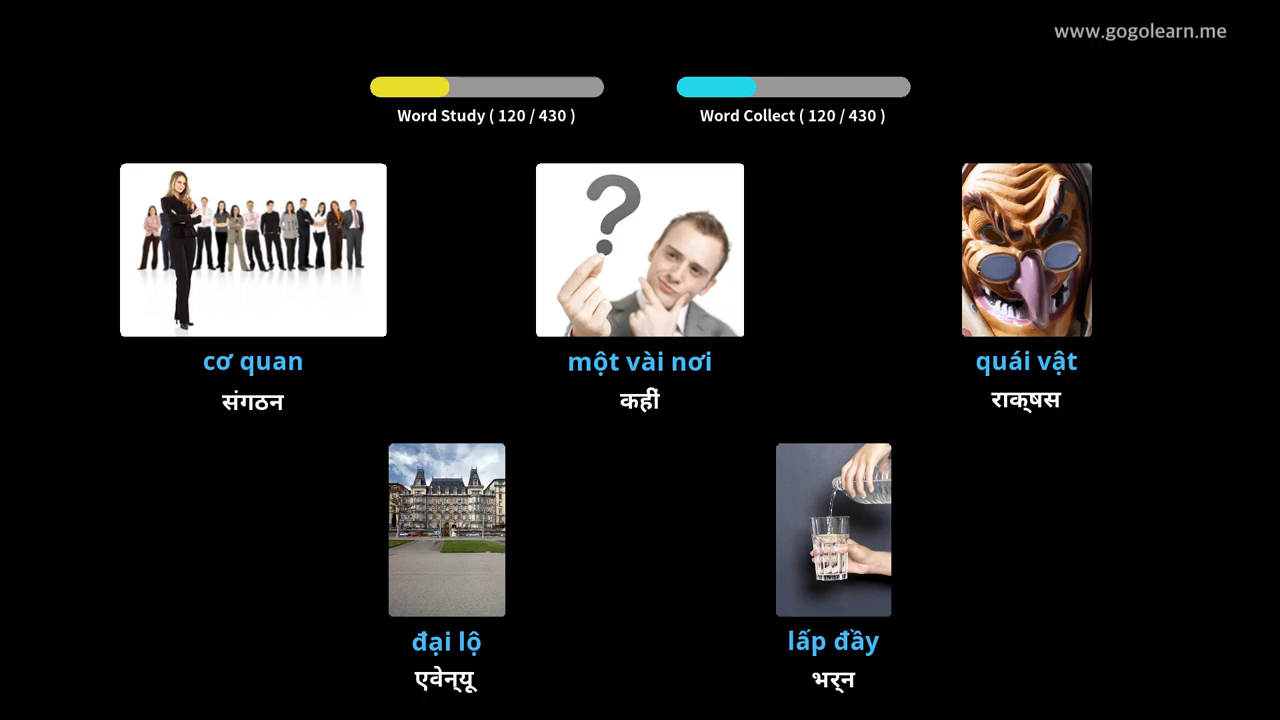 www.gogolearn.me
Word Study ( 120 / 430 )
Word Collect ( 120 / 430 )
cơ quan
संगठन
một vài nơi
कहीं
quái vật
राक्षस
đại lộ
एवेन्यू
lấp đầy
भर्न